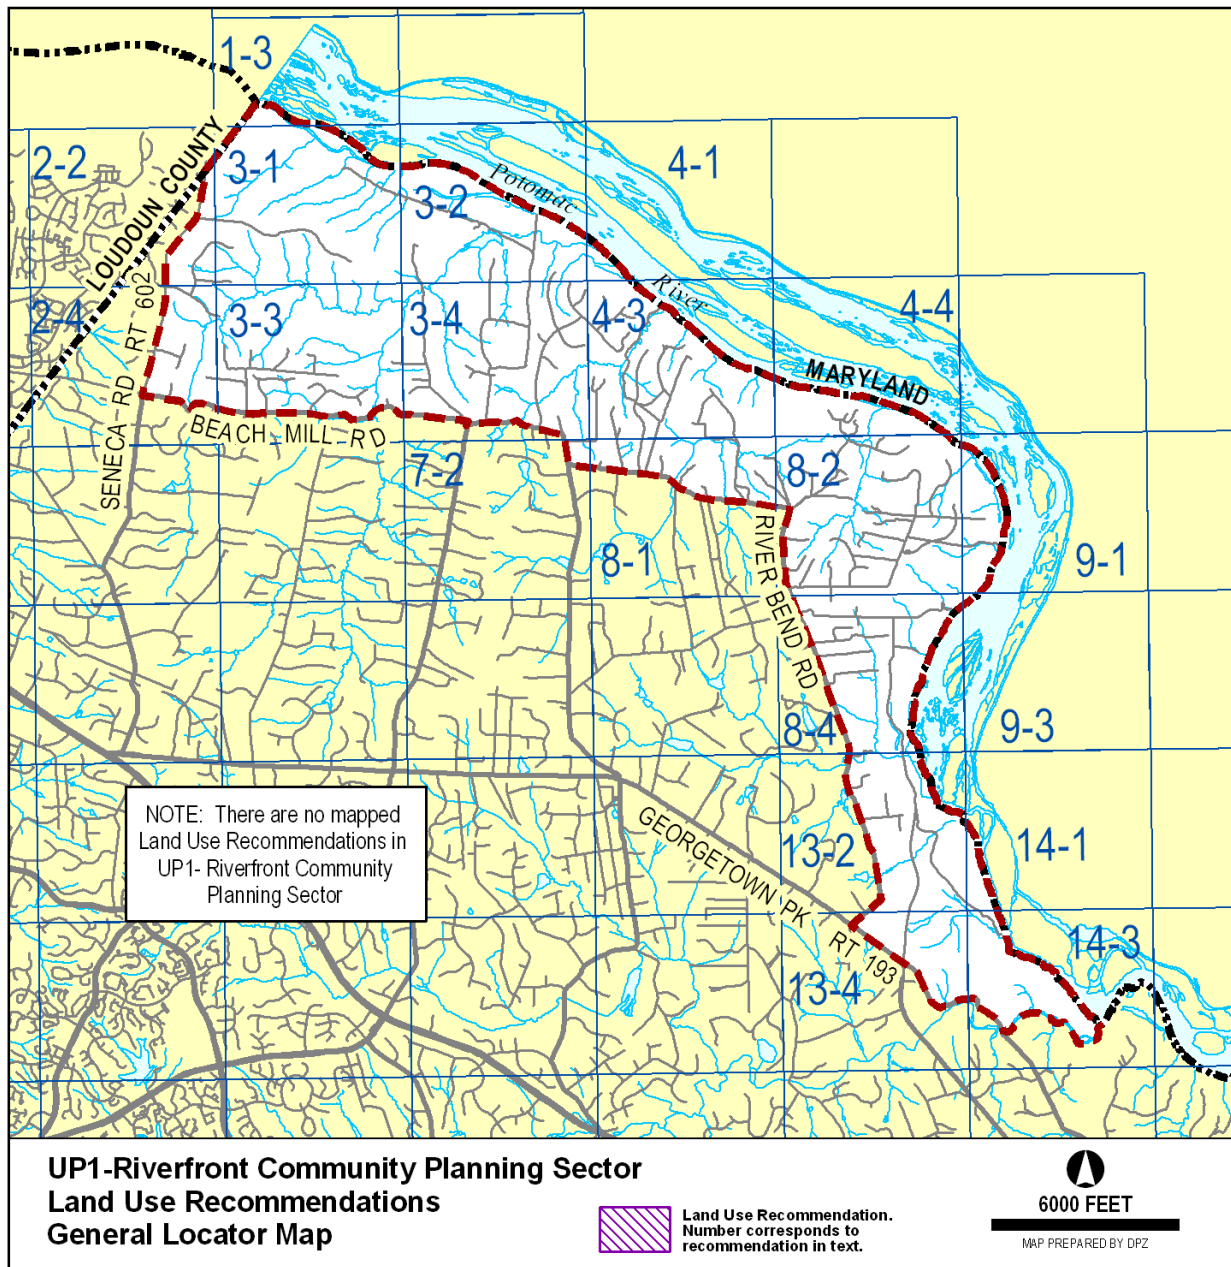 1-3
2-2
3-1
3-2
4-1
LOUDOUN COUNTY
Potomac
River
2-4
3-3
3-4
4-3
4-4
SENECA RD RT 602
MARYLAND
BEACH MILL RD
7-2
8-2
8-1
9-1
RIVER BEND RD
8-4
9-3
GEORGETOWN PK RT 193
13-2
14-1
14-3
13-4
NOTE: There are no mapped
Land Use Recommendations in
UP1- Riverfront Community
Planning Sector
UP1-Riverfront Community Planning Sector
Land Use Recommendations
General Locator Map
Land Use Recommendation.
Number corresponds to
recommendation in text.
6000 FEET
MAP PREPARED BY DPZ